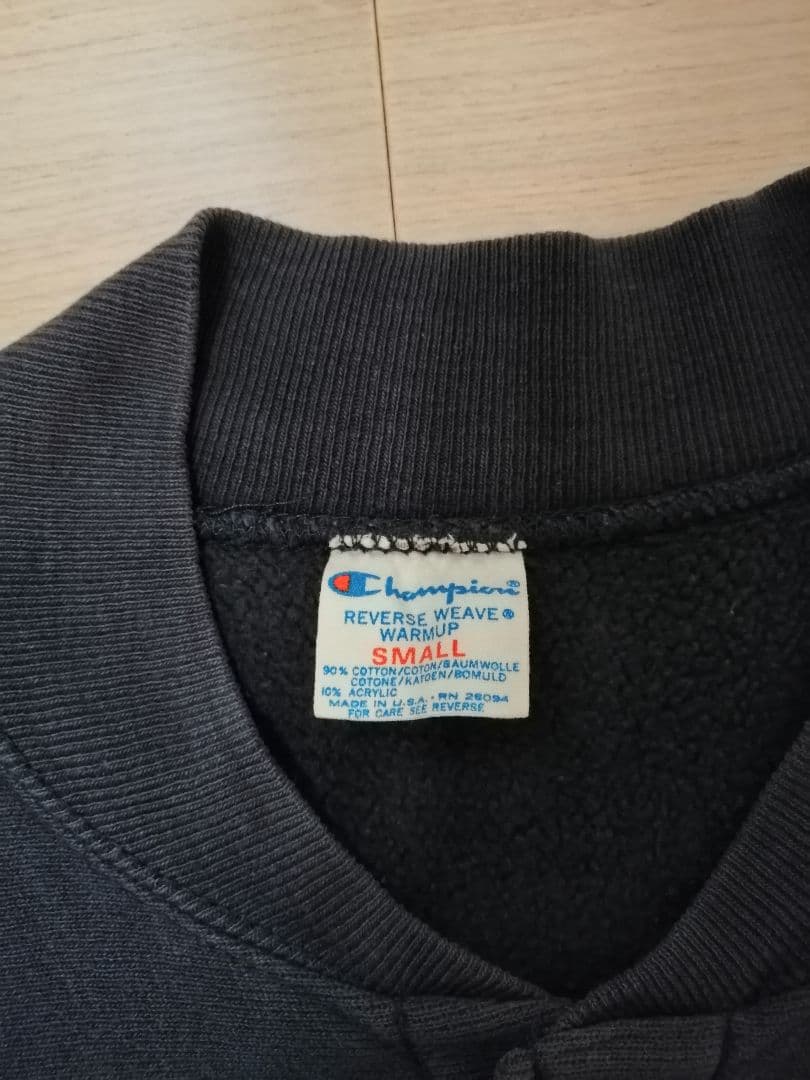 Champion®
REVERSE WEAVE®
WARMUP
SMALL
90% COTTON/COTON/BAUMWOLLE
COTONE/KATOEN/BOMULD
10% ACRYLIC
MADE IN U.S.A. · RN 26094
FOR CARE SEE REVERSE